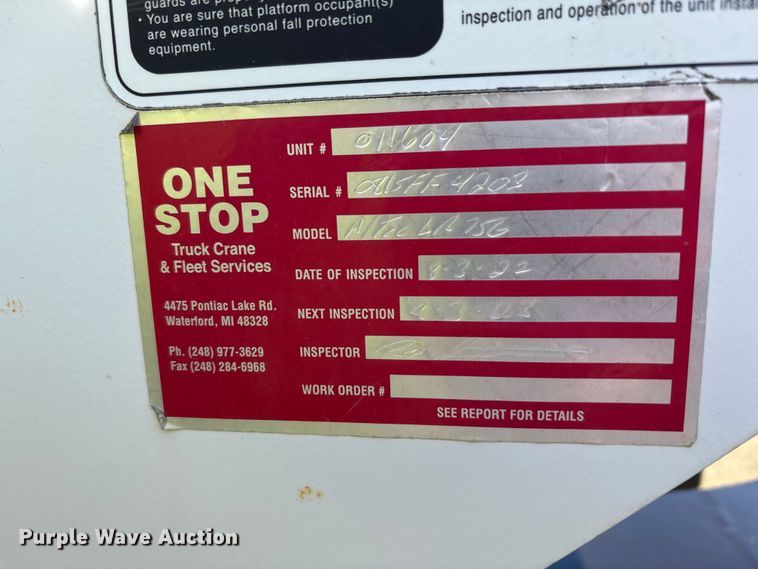 guards are
• You are sure that platform occupant(s)
are wearing personal fall protection
equipment.
inspection and operation of the unit
ONE
STOP
Truck Crane
& Fleet Services
4475 Pontiac Lake Rd.
Waterford, MI 48328
Ph. (248) 977-3629
Fax (248) 284-6968
UNIT # 011604
SERIAL # 0815FF4203
MODEL Altec
DATE OF INSPECTION
NEXT INSPECTION
INSPECTOR
WORK ORDER #
SEE REPORT FOR DETAILS
Purple Wave Auction